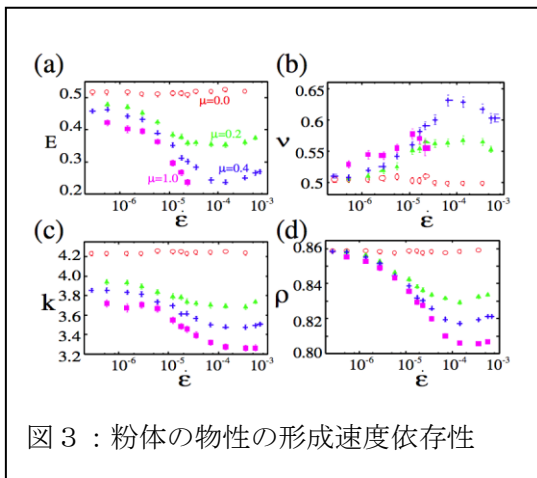 (a)
(b)
0.5
0.4
0.3
0.2
E
μ=0.0
μ=0.2
μ=0.4
μ=1.0
10⁻⁶
10⁻⁵
10⁻⁴
10⁻³
ε̇
0.65
0.6
0.55
0.5
ν
10⁻⁶
10⁻⁵
10⁻⁴
10⁻³
ε̇
(c)
(d)
4.2
4.0
3.8
3.6
3.4
3.2
k
10⁻⁶
10⁻⁵
10⁻⁴
10⁻³
ε̇
0.86
0.84
0.82
0.80
ρ
10⁻⁶
10⁻⁵
10⁻⁴
10⁻³
ε̇
図３：粉体の物性の形成速度依存性